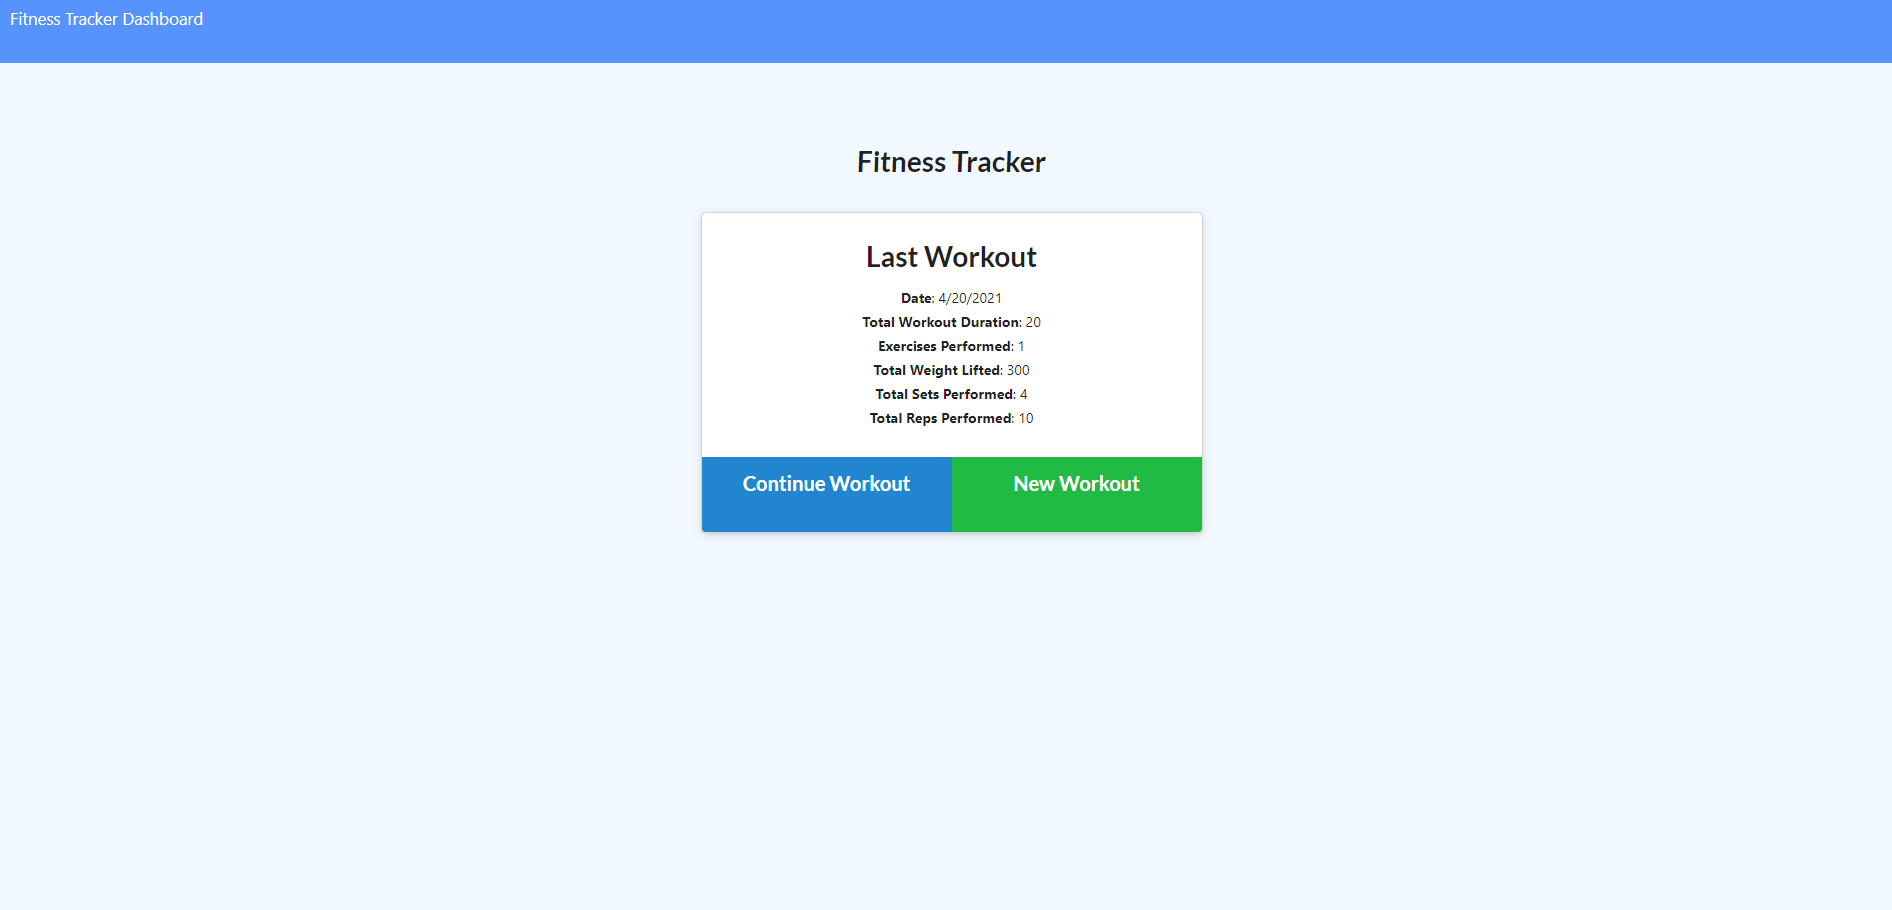 Fitness Tracker Dashboard
Fitness Tracker
Last Workout
Date: 4/20/2021
Total Workout Duration: 20
Exercises Performed: 1
Total Weight Lifted: 300
Total Sets Performed: 4
Total Reps Performed: 10
Continue Workout
New Workout